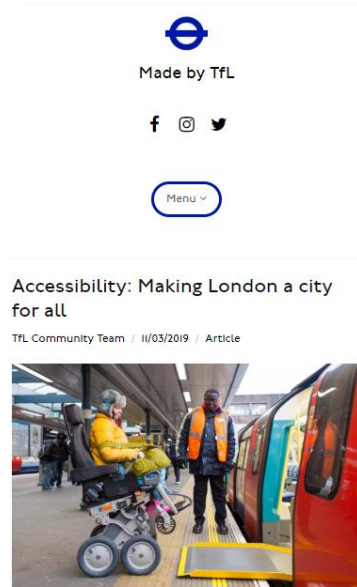 Made by TfL
Menu
Accessibility: Making London a city
for all
TfL Community Team / 11/03/2019 / Article